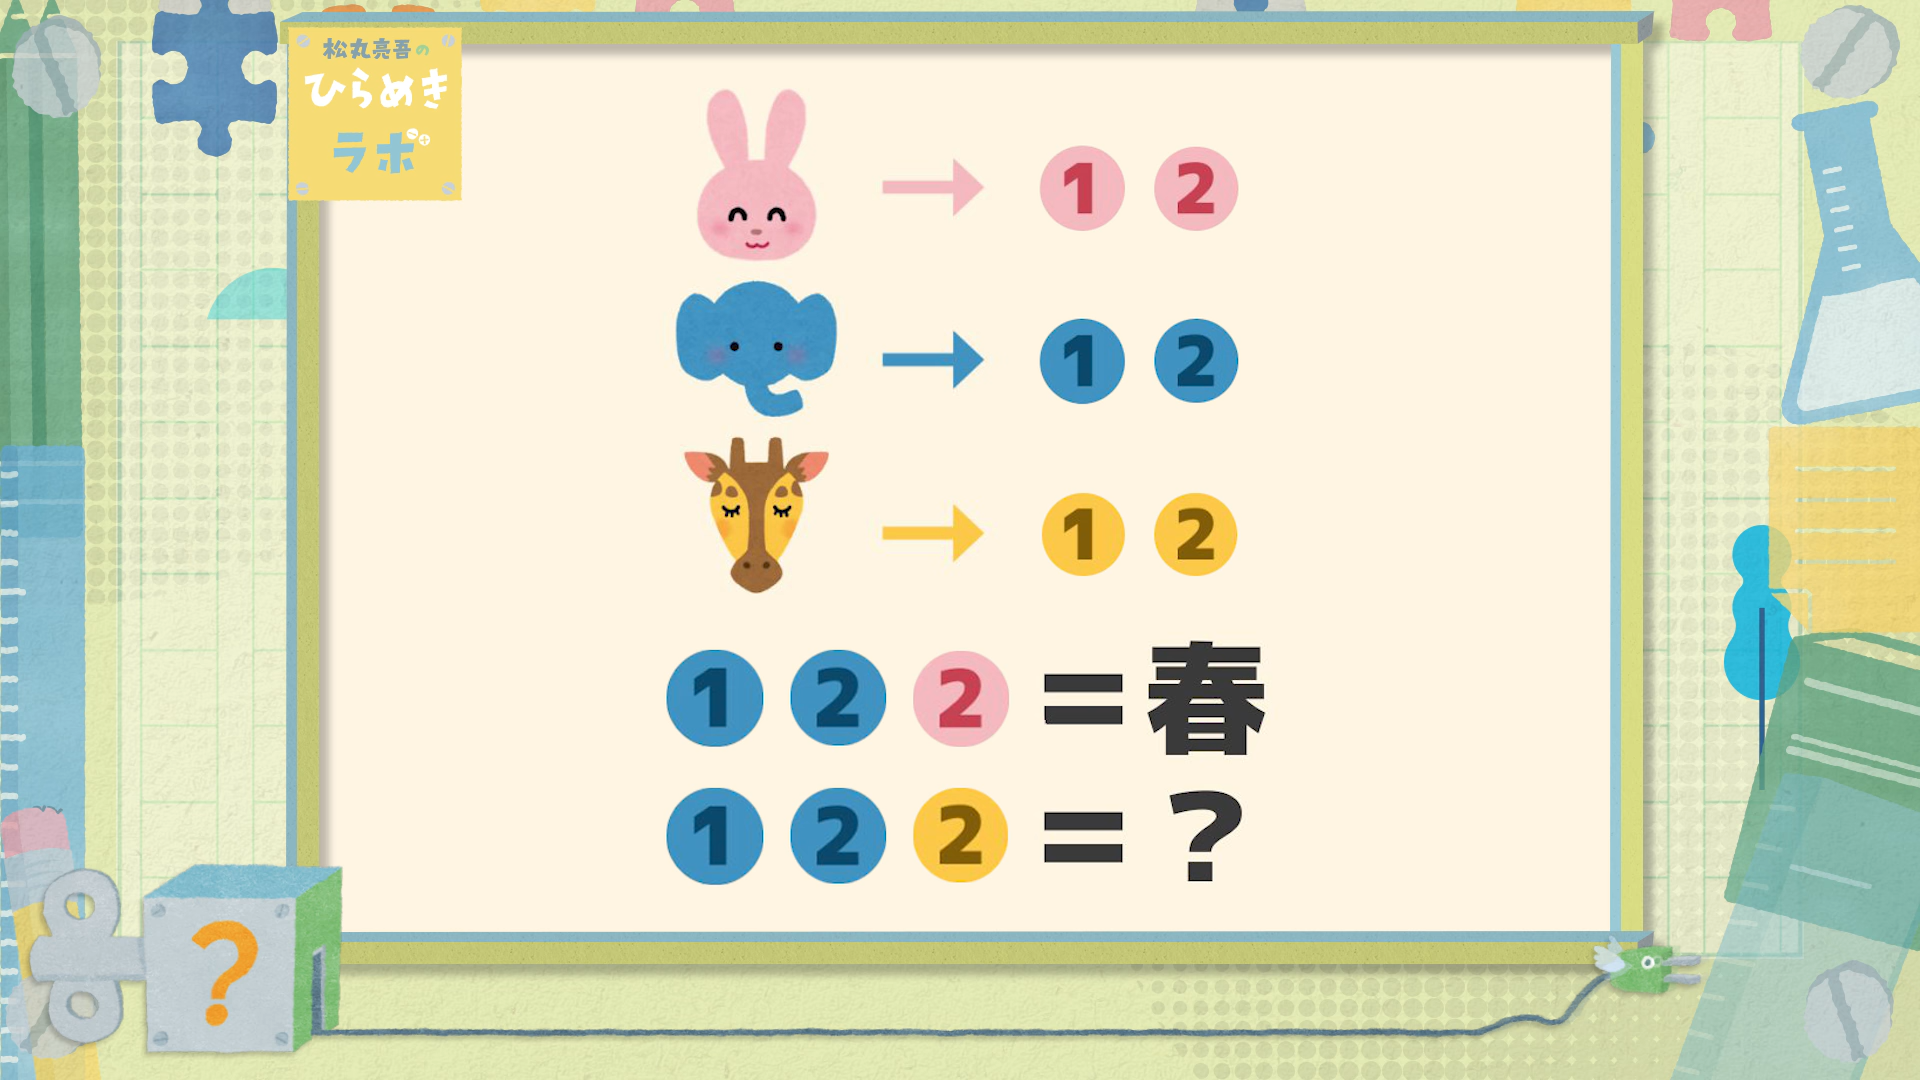 松丸亮吾の
ひらめき
ラボ
1 2
1 2
1 2
1 2 2 = 春
1 2 2 = ?
?